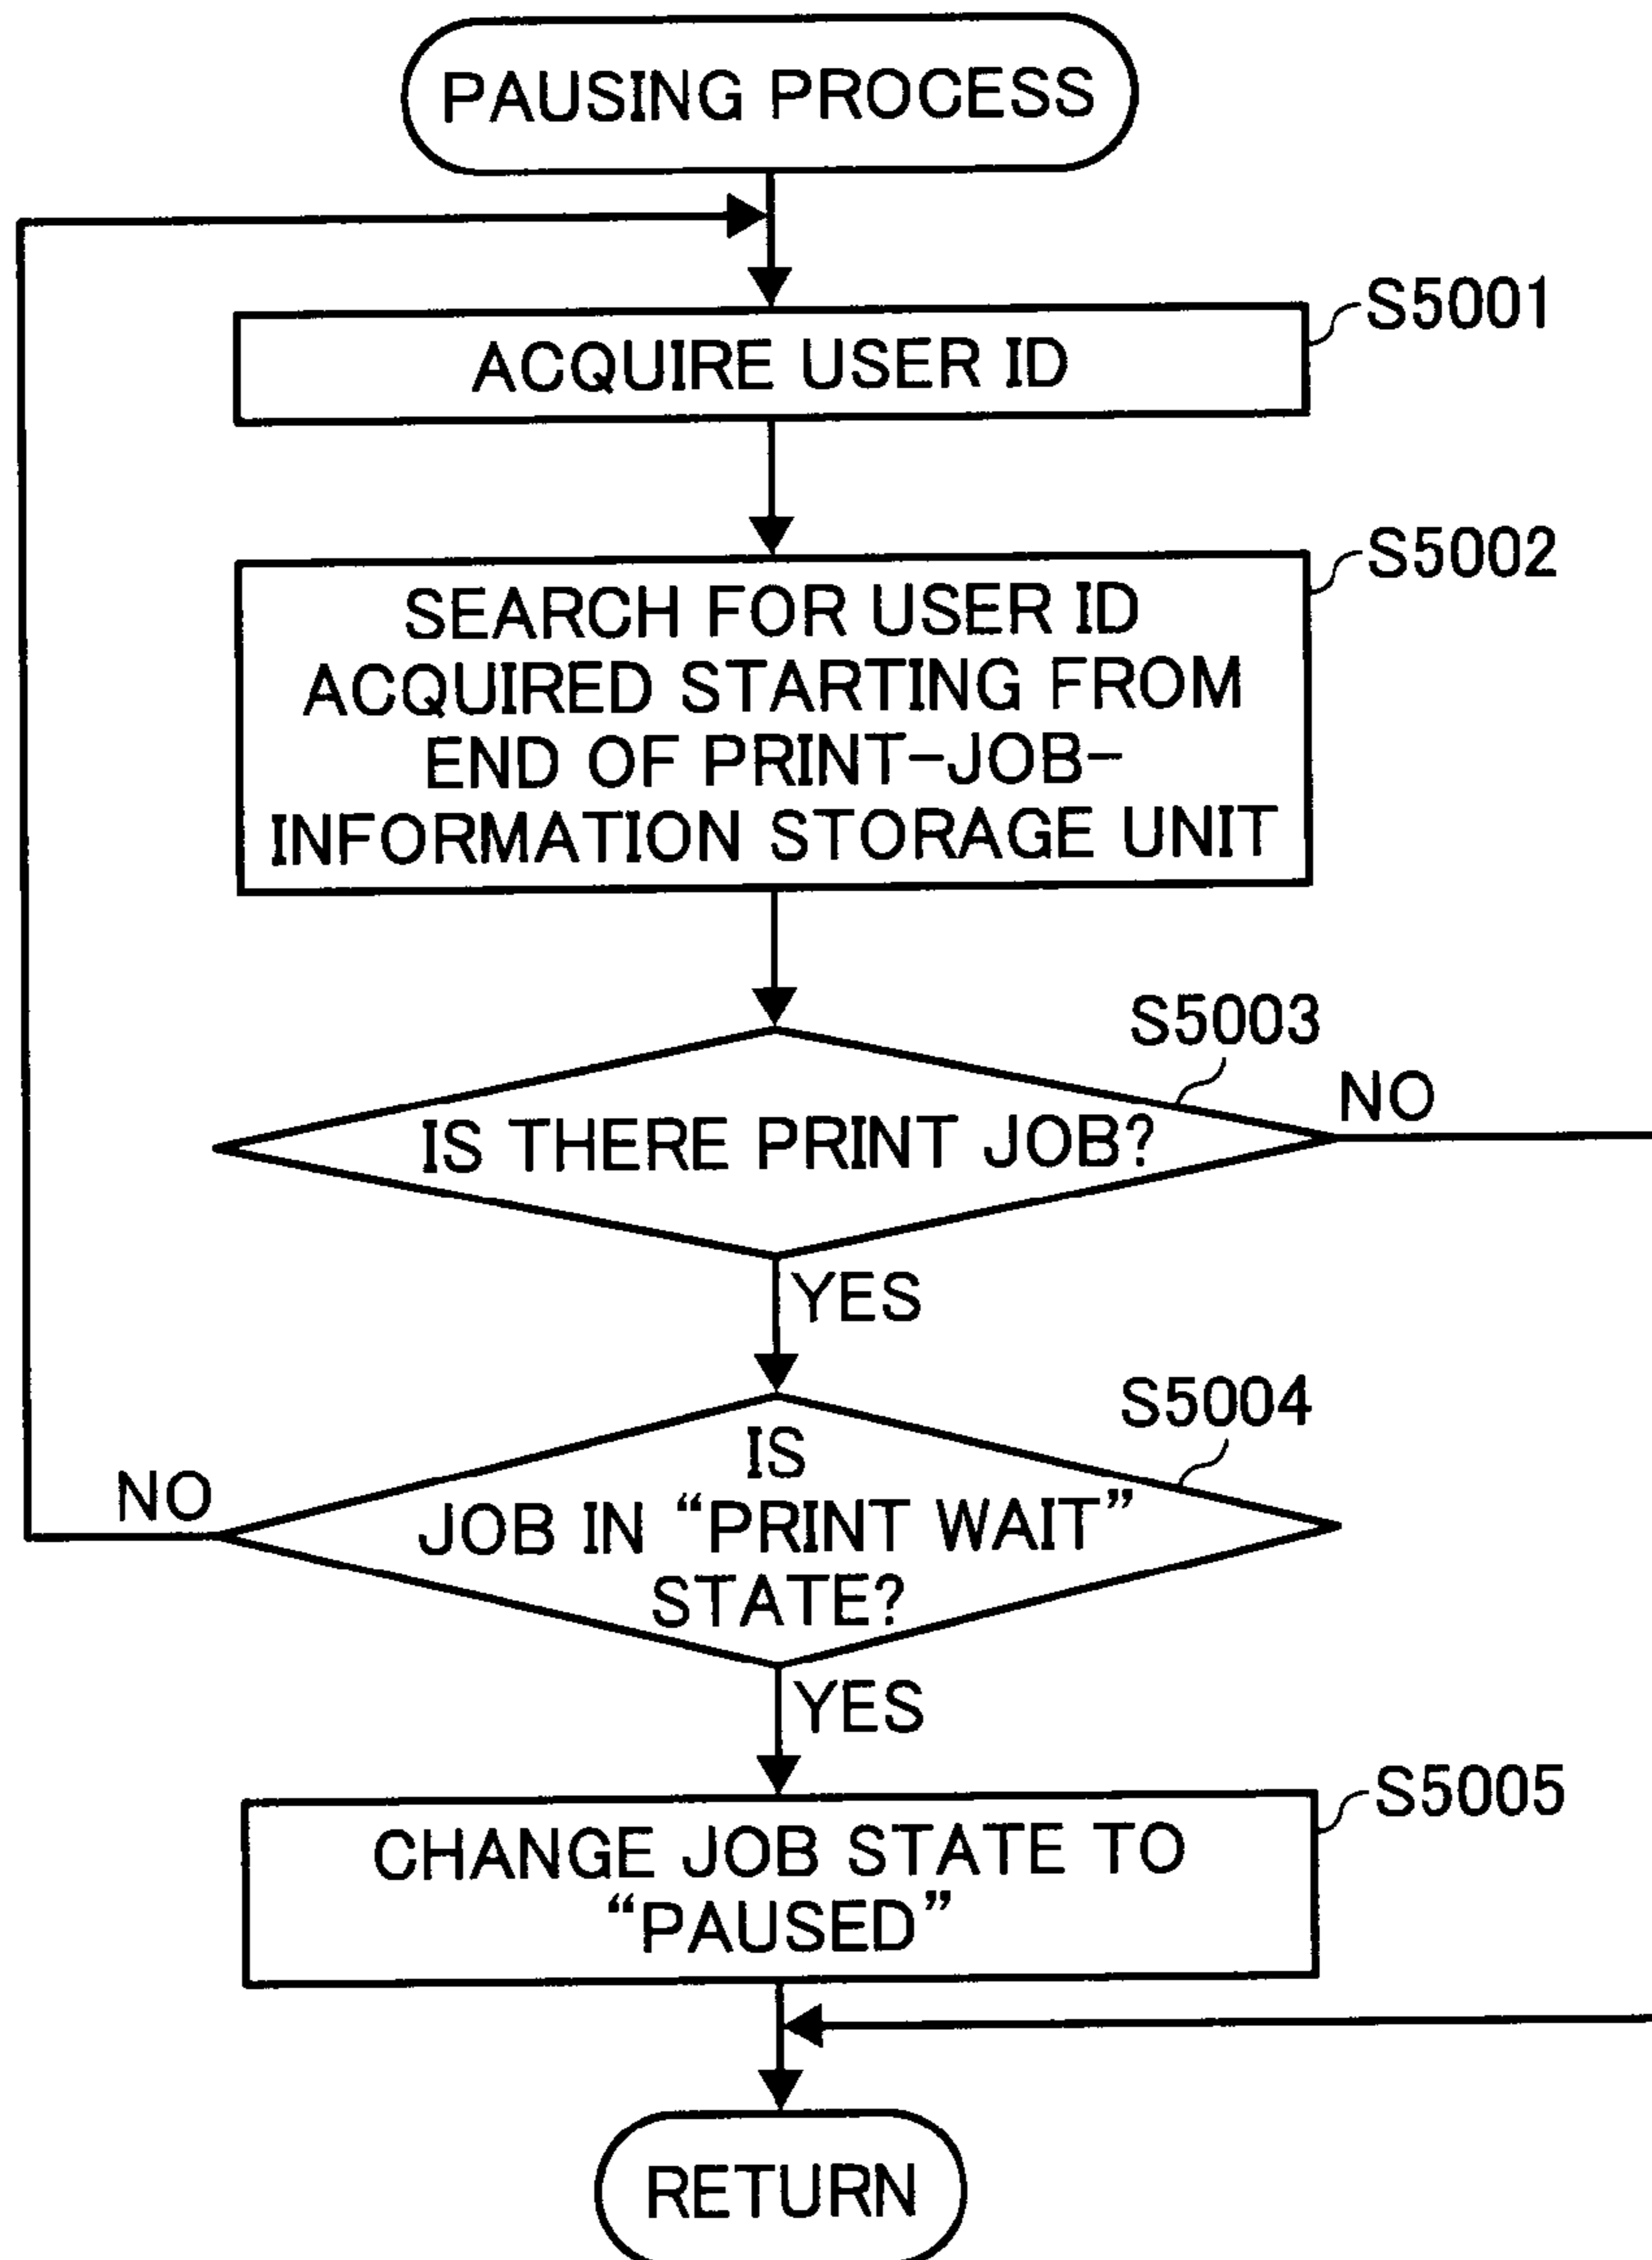 PAUSING PROCESS
S5001
ACQUIRE USER ID
S5002
SEARCH FOR USER ID
ACQUIRED STARTING FROM
END OF PRINT-JOB-
INFORMATION STORAGE UNIT
S5003
NO
IS THERE PRINT JOB?
YES
S5004
IS
NO
JOB IN “PRINT WAIT”
STATE?
YES
S5005
CHANGE JOB STATE TO
“PAUSED”
RETURN